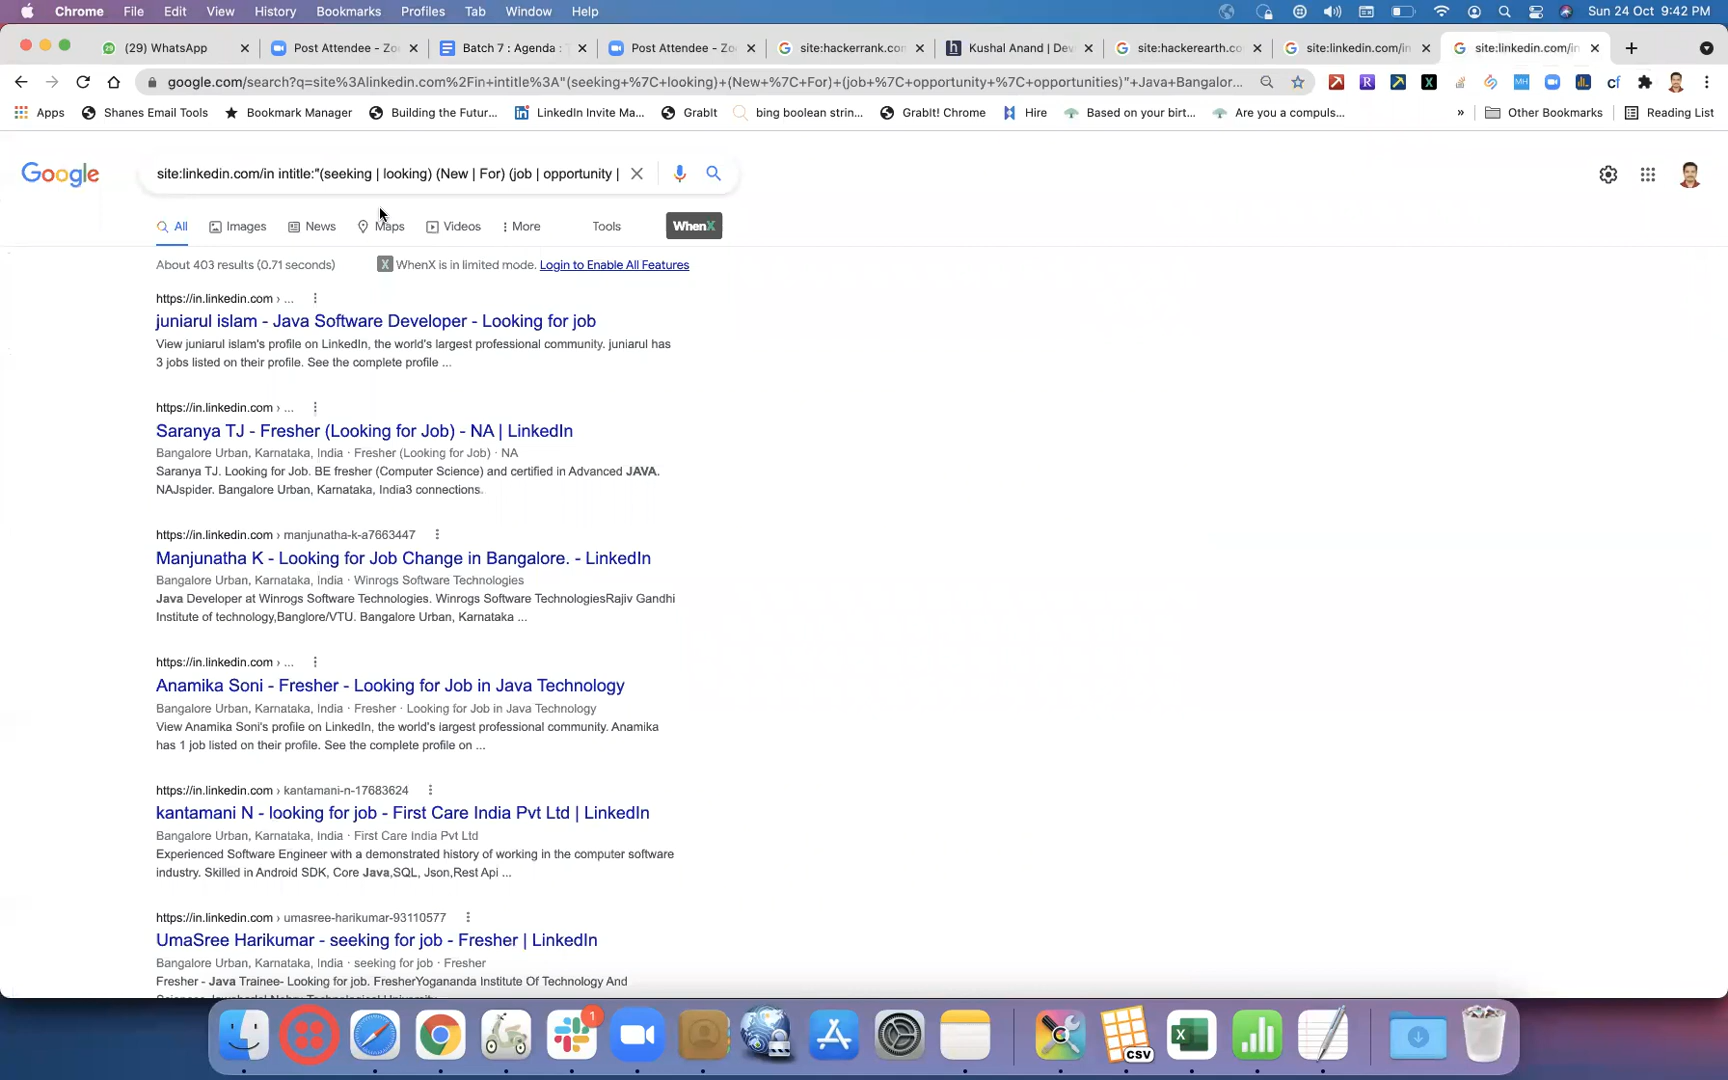 Chrome File Edit View History Bookmarks Profiles Tab Window Help Sun 24 Oct 9:42 PM
(29) WhatsApp Post Attendee - Zo Batch 7 : Agenda : Post Attendee - Zo site:hackerrank.co Kushal Anand | Dev site:hackerearth.co site:linkedin.com/in site:linkedin.com/in
google.com/search?q=site%3Alinkedin.com%2Fin+intitle%3A"(seeking+%7C+looking)+(New+%7C+For)+(job+%7C+opportunity+%7C+opportunities)"+Java+Bangalor...
Apps Shanes Email Tools Bookmark Manager Building the Futur... LinkedIn Invite Ma... GrabIt bing boolean strin... GrabIt! Chrome Hire Based on your birt... Are you a compuls... » Other Bookmarks Reading List
Google site:linkedin.com/in intitle:"(seeking | looking) (New | For) (job | opportunity |
All Images News Maps Videos More Tools WhenX
About 403 results (0.71 seconds) X WhenX is in limited mode. Login to Enable All Features
https://in.linkedin.com › ...
juniarul islam - Java Software Developer - Looking for job
View juniarul islam's profile on LinkedIn, the world's largest professional community. juniarul has
3 jobs listed on their profile. See the complete profile ...
https://in.linkedin.com › ...
Saranya TJ - Fresher (Looking for Job) - NA | LinkedIn
Bangalore Urban, Karnataka, India · Fresher (Looking for Job) · NA
Saranya TJ. Looking for Job. BE fresher (Computer Science) and certified in Advanced JAVA.
NAJspider. Bangalore Urban, Karnataka, India3 connections.
https://in.linkedin.com › manjunatha-k-a7663447
Manjunatha K - Looking for Job Change in Bangalore. - LinkedIn
Bangalore Urban, Karnataka, India · Winrogs Software Technologies
Java Developer at Winrogs Software Technologies. Winrogs Software TechnologiesRajiv Gandhi
Institute of technology,Banglore/VTU. Bangalore Urban, Karnataka ...
https://in.linkedin.com › ...
Anamika Soni - Fresher - Looking for Job in Java Technology
Bangalore Urban, Karnataka, India · Fresher · Looking for Job in Java Technology
View Anamika Soni's profile on LinkedIn, the world's largest professional community. Anamika
has 1 job listed on their profile. See the complete profile on ...
https://in.linkedin.com › kantamani-n-17683624
kantamani N - looking for job - First Care India Pvt Ltd | LinkedIn
Bangalore Urban, Karnataka, India · First Care India Pvt Ltd
Experienced Software Engineer with a demonstrated history of working in the computer software
industry. Skilled in Android SDK, Core Java,SQL, Json,Rest Api ...
https://in.linkedin.com › umasree-harikumar-93110577
UmaSree Harikumar - seeking for job - Fresher | LinkedIn
Bangalore Urban, Karnataka, India · seeking for job · Fresher
Fresher - Java Trainee- Looking for job. FresherYogananda Institute Of Technology And
1
CSV